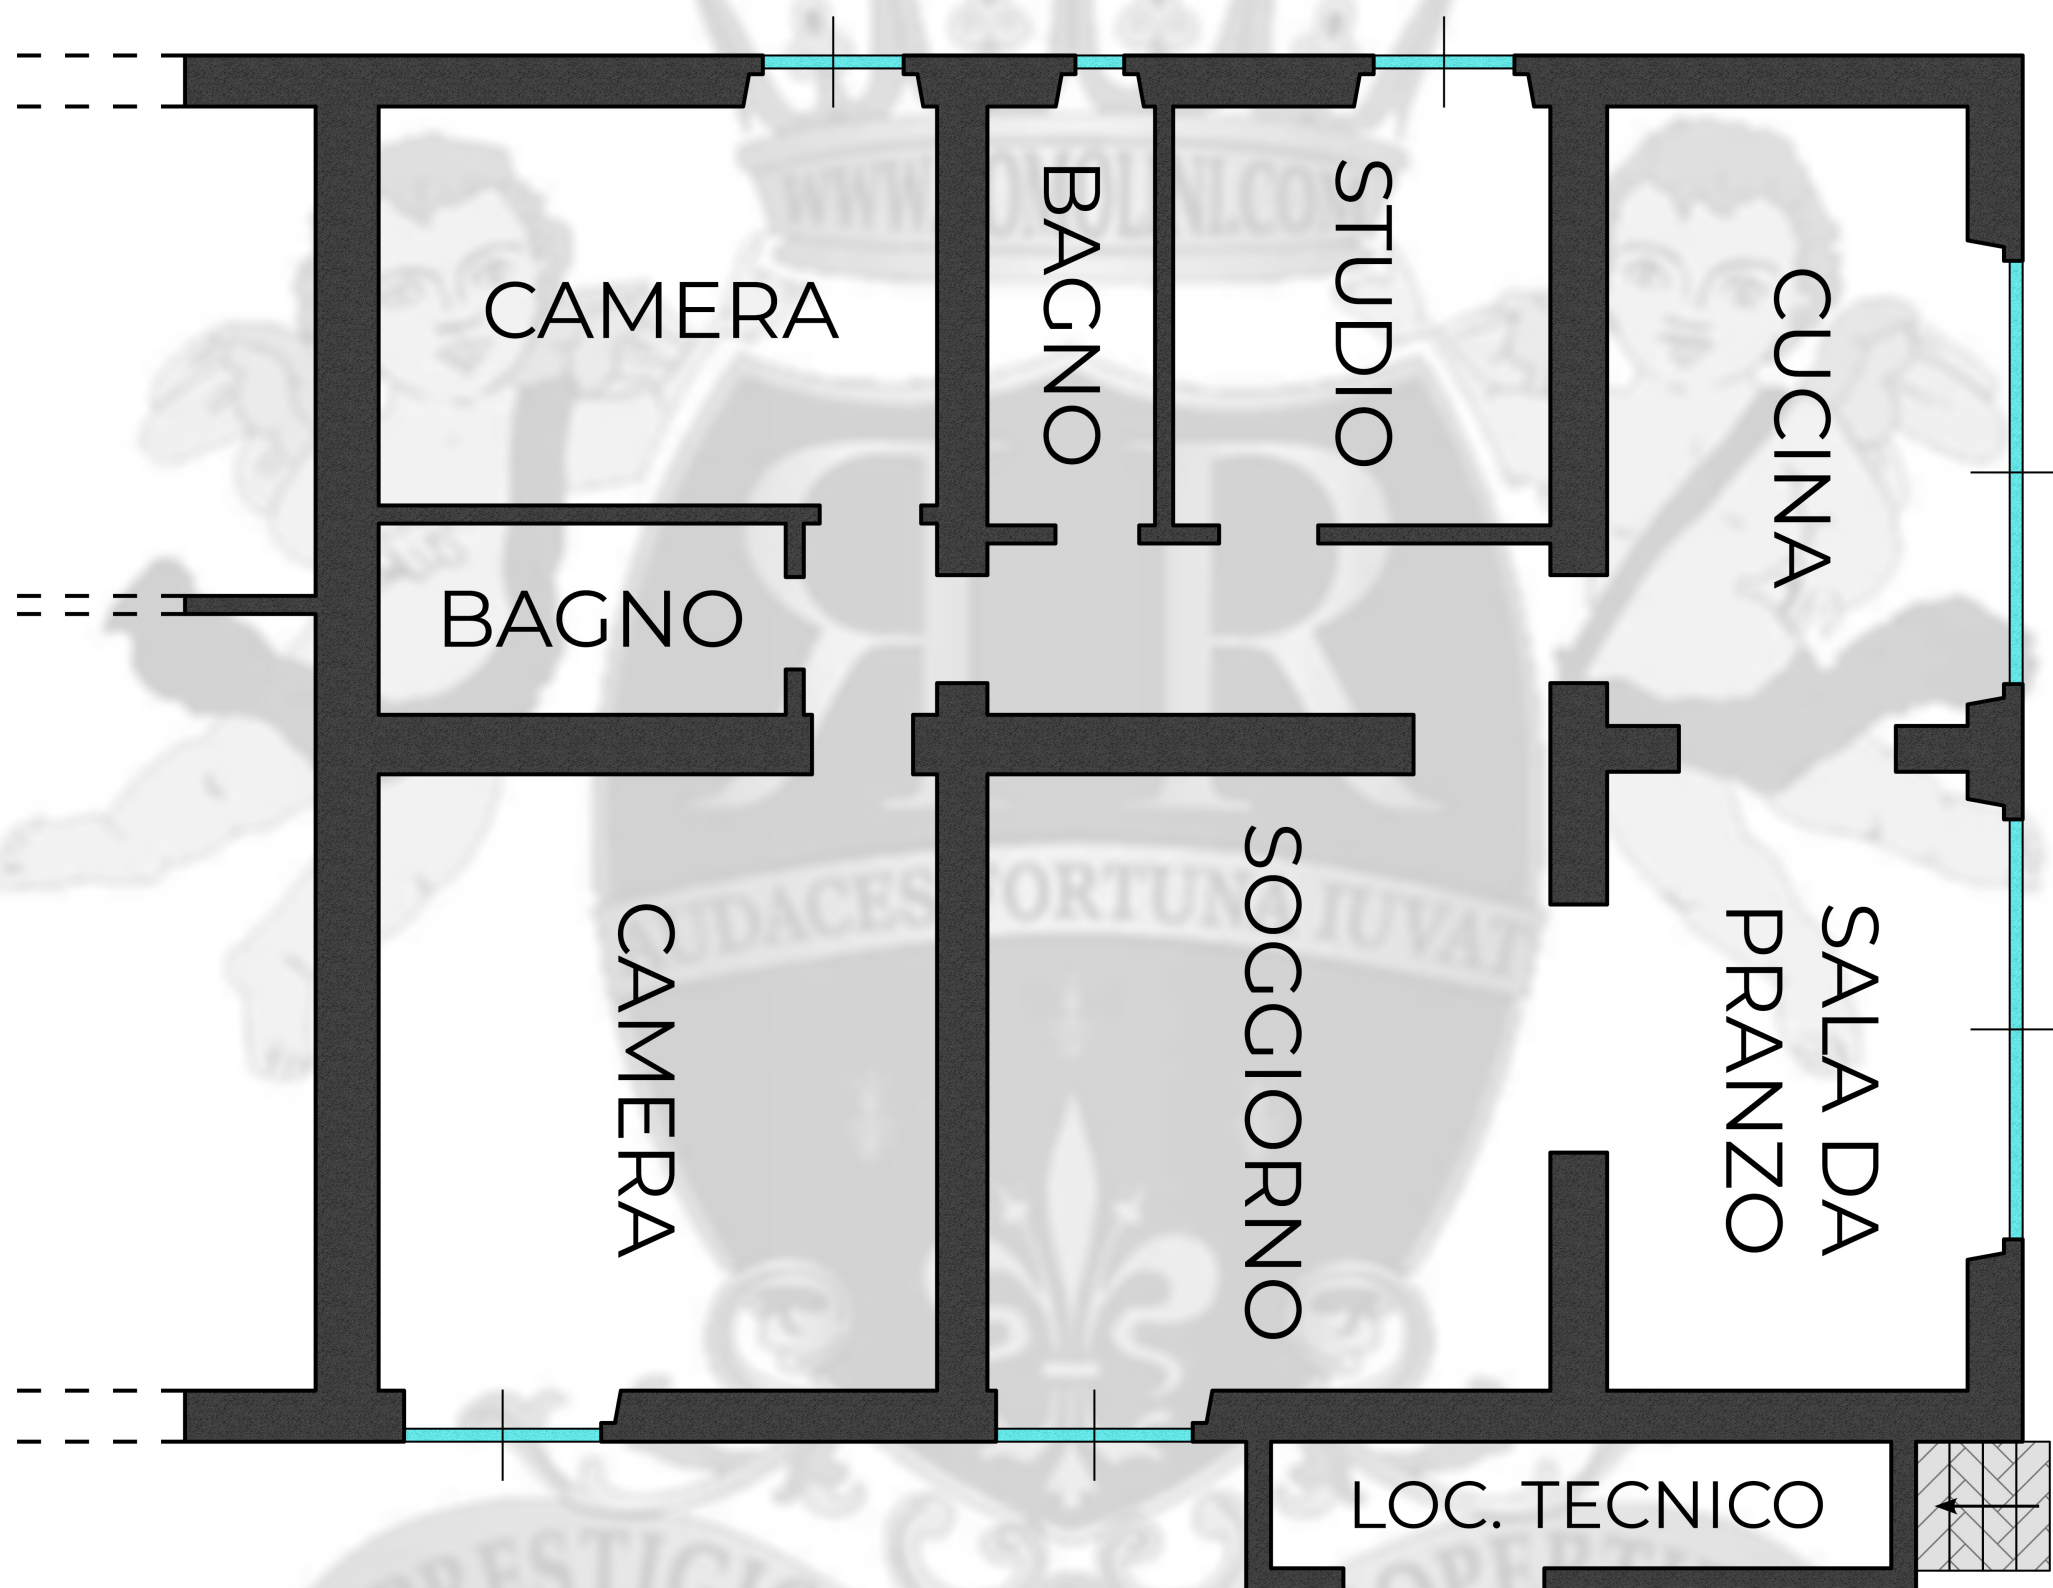 CAMERA
BAGNO
STUDIO
CUCINA
BAGNO
CAMERA
SOGGIORNO
SALA DA
PRANZO
LOC. TECNICO